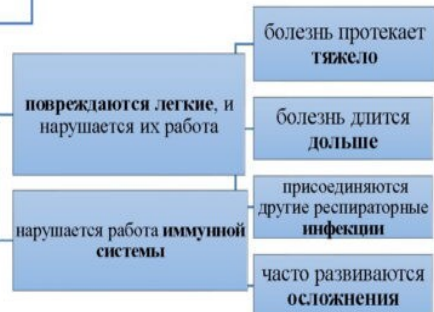 повреждаются легкие, и
нарушается их работа
нарушается работа иммунной
системы
болезнь протекает
тяжело
болезнь длится
дольше
присоединяются
другие респираторные
инфекции
часто развиваются
осложнения